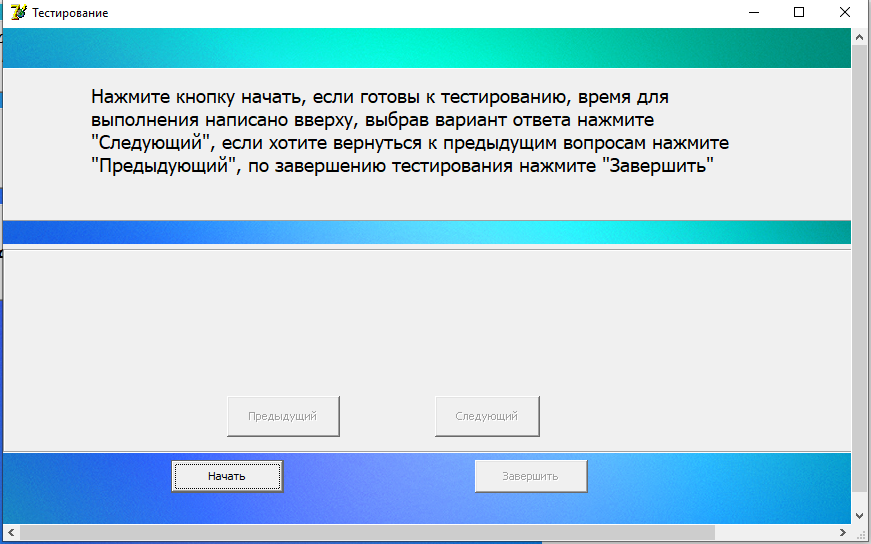 Тестирование
Нажмите кнопку начать, если готовы к тестированию, время для
выполнения написано вверху, выбрав вариант ответа нажмите
"Следующий", если хотите вернуться к предыдущим вопросам нажмите
"Предыдующий", по завершению тестирования нажмите "Завершить"
Предыдущий
Следующий
Начать
Завершить